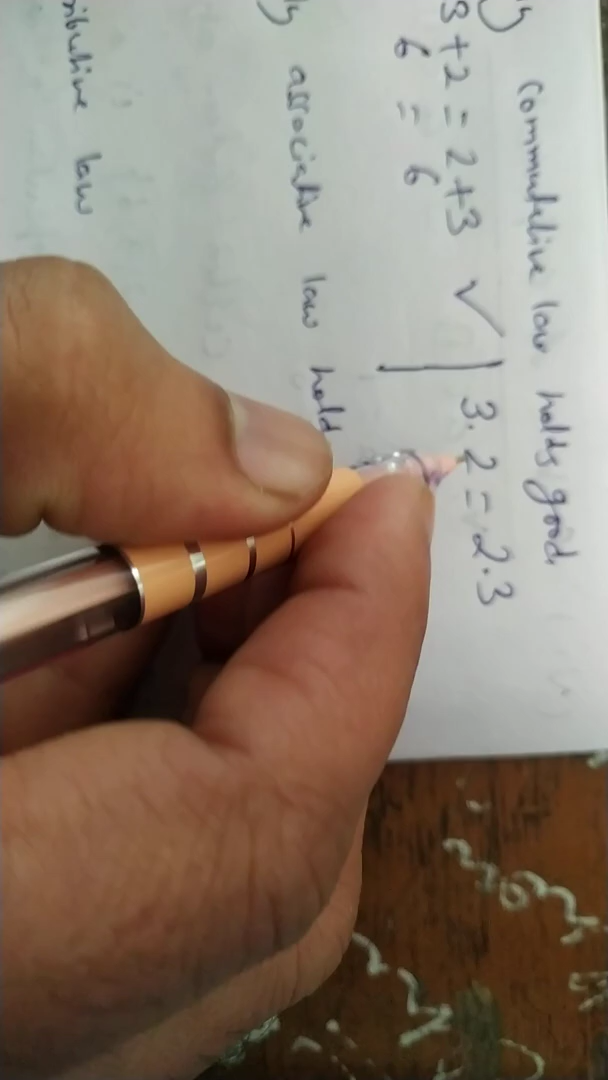 Commutative law holds good
3+2=2+3 ✓ | 3.2=2.3
6 = 6
associative law hold
law